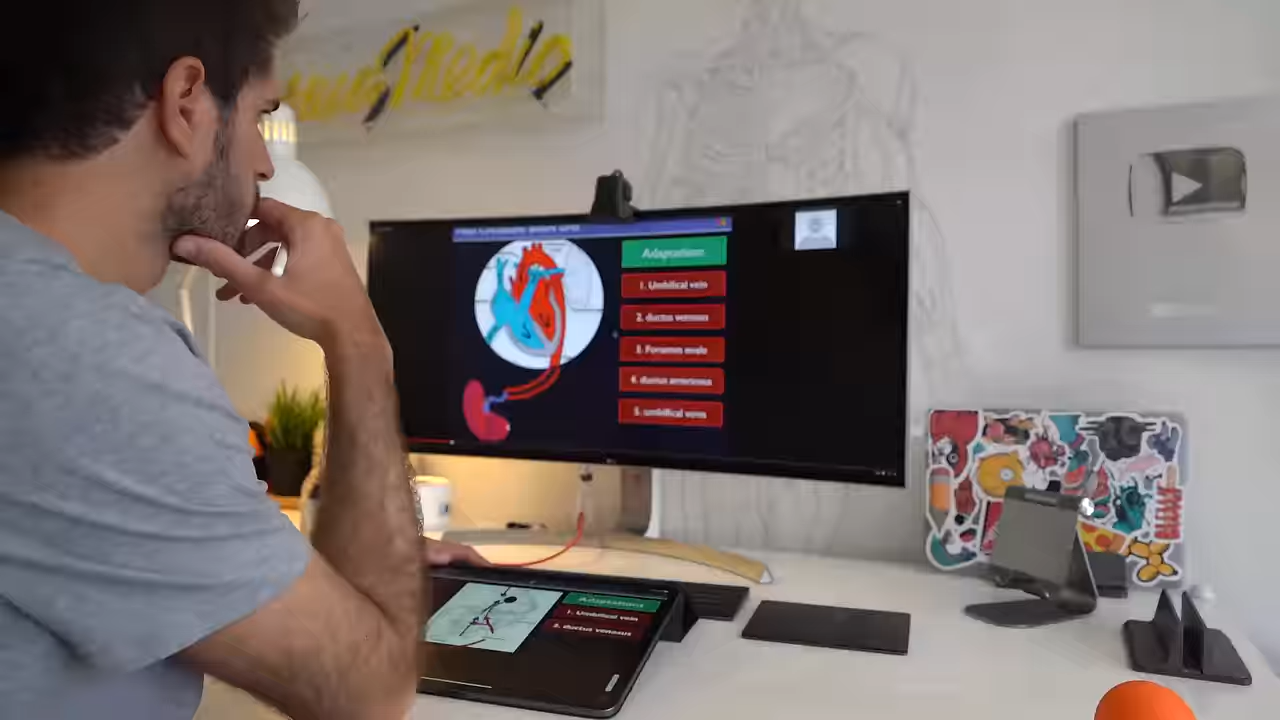 Medio
Adaptations
1. Umbilical vein
2. ductus venosus
3. Foramen ovale
4. ductus arteriosus
5. umbilical veins
Adaptations
1. Umbilical vein
2. ductus venosus